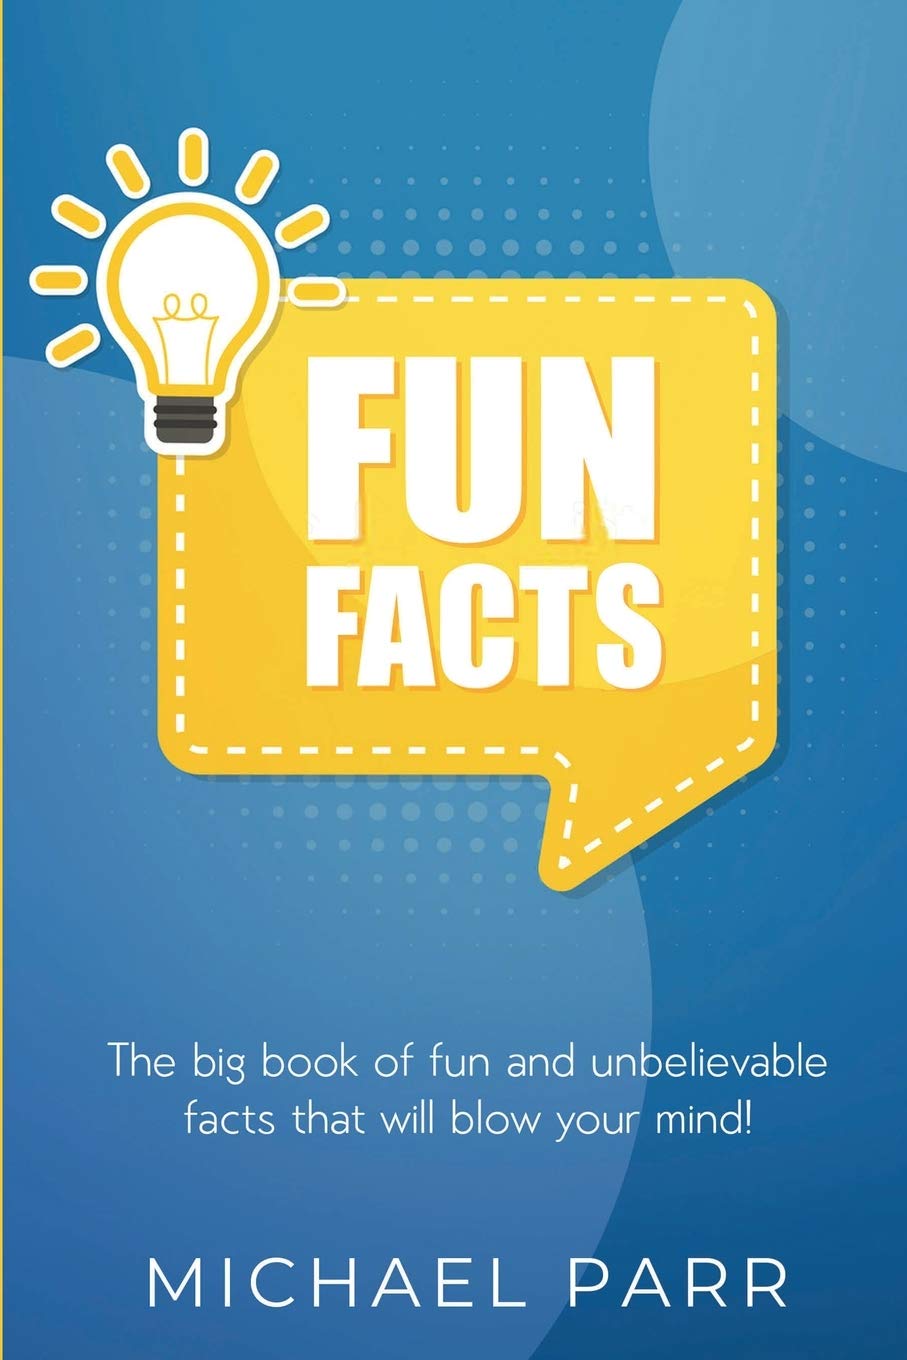 FUN
FACTS
The big book of fun and unbelievable
facts that will blow your mind!
MICHAEL PARR